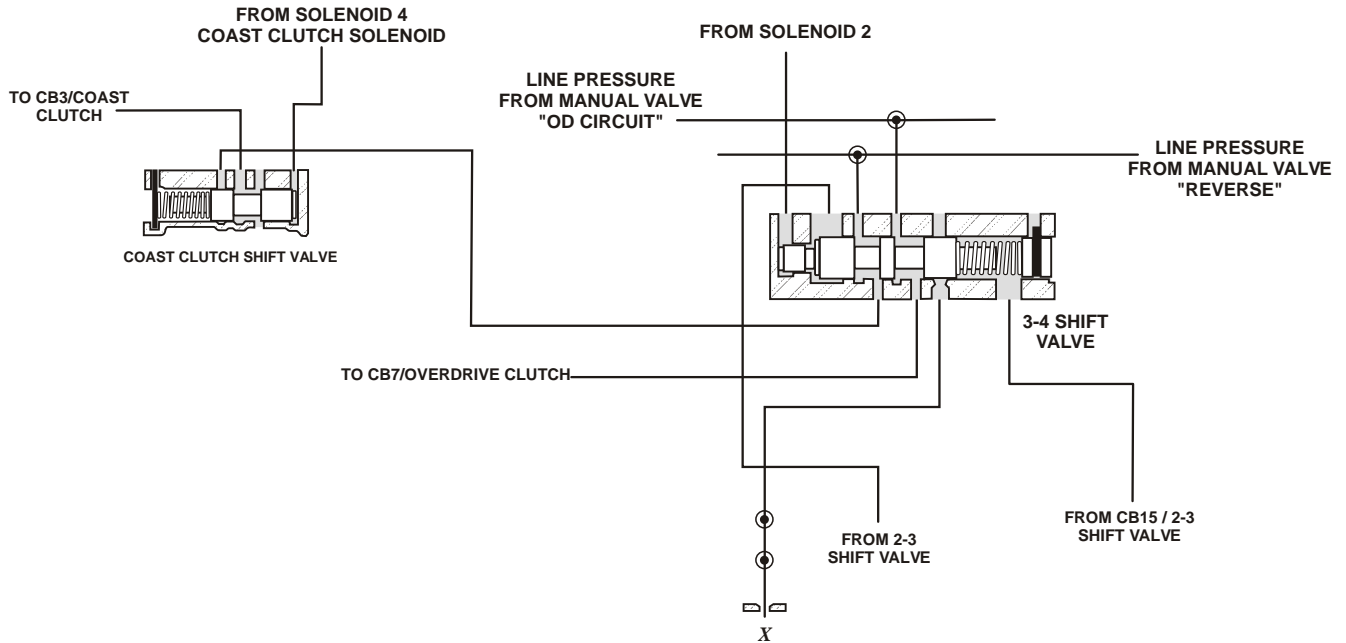 FROM SOLENOID 4
COAST CLUTCH SOLENOID
FROM SOLENOID 2
LINE PRESSURE
FROM MANUAL VALVE
"OD CIRCUIT"
TO CB3/COAST
CLUTCH
LINE PRESSURE
FROM MANUAL VALVE
"REVERSE"
COAST CLUTCH SHIFT VALVE
3-4 SHIFT
VALVE
TO CB7/OVERDRIVE CLUTCH
FROM 2-3
SHIFT VALVE
FROM CB15 / 2-3
SHIFT VALVE
X